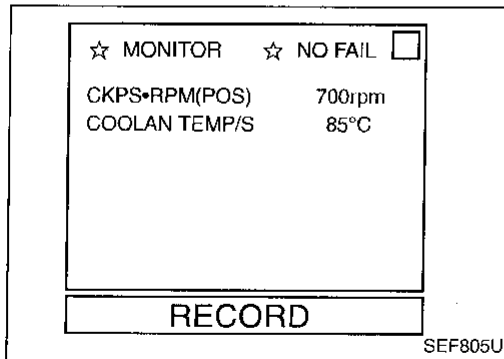 ☆ MONITOR ☆ NO FAIL
CKPS•RPM(POS) 700rpm
COOLAN TEMP/S 85°C
RECORD
SEF805U